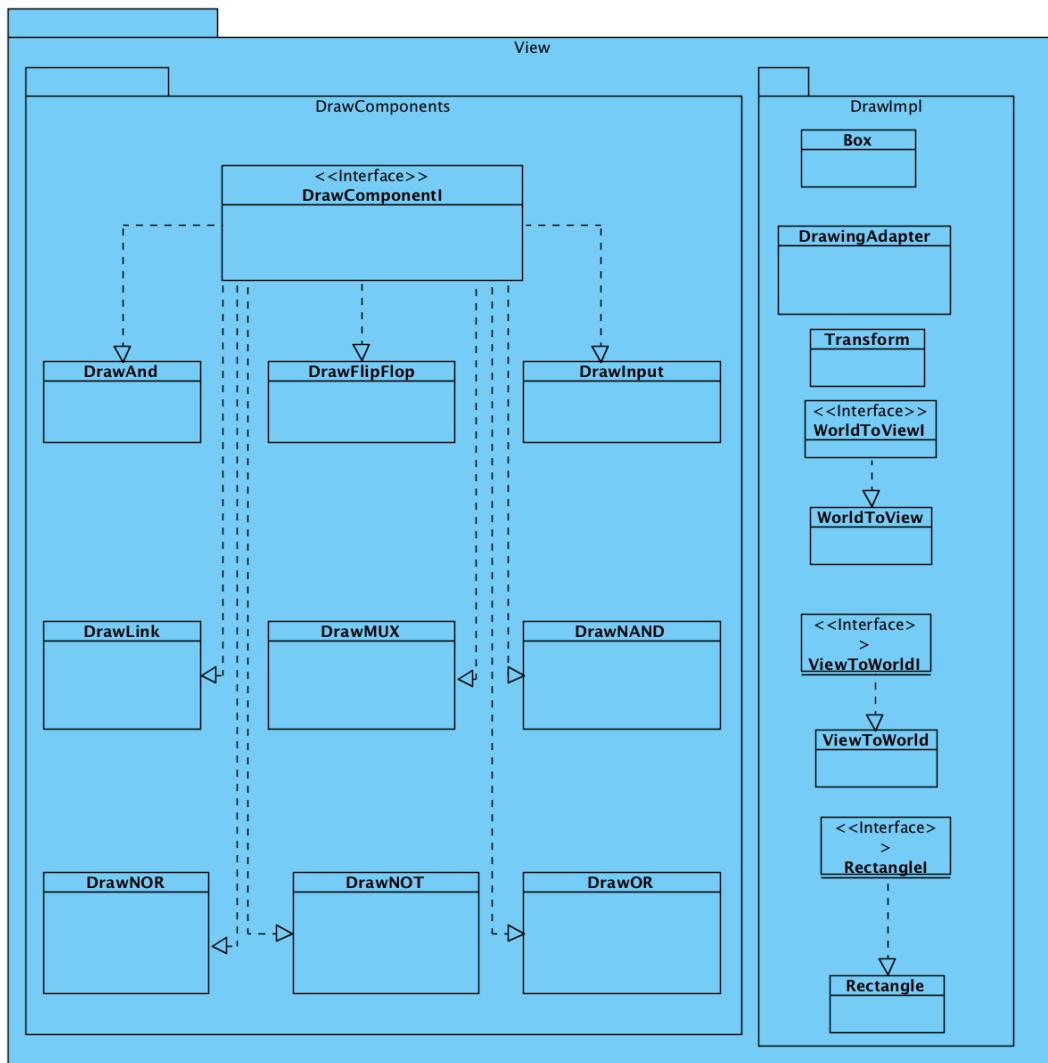 View
DrawComponents
<<Interface>>
DrawComponentI
DrawAnd
DrawFlipFlop
DrawInput
DrawLink
DrawMUX
DrawNAND
DrawNOR
DrawNOT
DrawOR
DrawImpl
Box
DrawingAdapter
Transform
<<Interface>>
WorldToViewI
WorldToView
<<Interface>
>
ViewToWorldI
ViewToWorld
<<Interface>
>
RectangleI
Rectangle